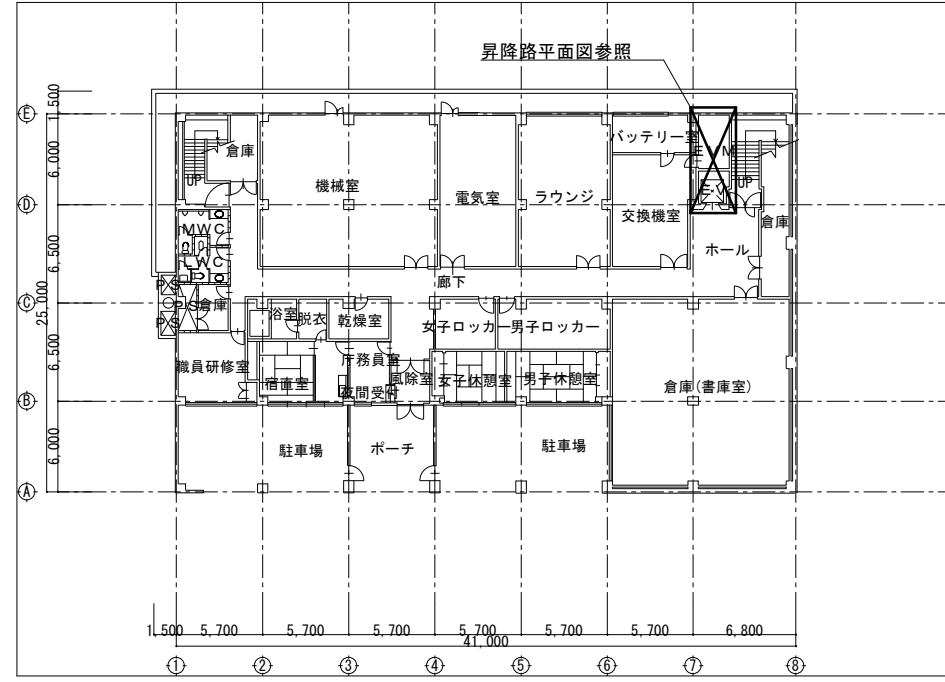 昇降路平面図参照
E
1,500
バッテリー室
EVM
倉庫
6,000
UP
機械室
電気室
ラウンジ
EV
UP
D
交換機室
倉庫
MWC
ホール
6,500
LWC
廊下
PS
C
PS
倉庫
25,000
浴室
脱衣
乾燥室
女子ロッカー
男子ロッカー
PS
職員研修室
庁務員室
6,500
宿直室
風除室
女子休憩室
男子休憩室
夜間受付
倉庫(書庫室)
B
駐車場
ポーチ
駐車場
6,000
A
1,500
5,700
5,700
5,700
5,700
5,700
5,700
6,800
41,000
1
2
3
4
5
6
7
8